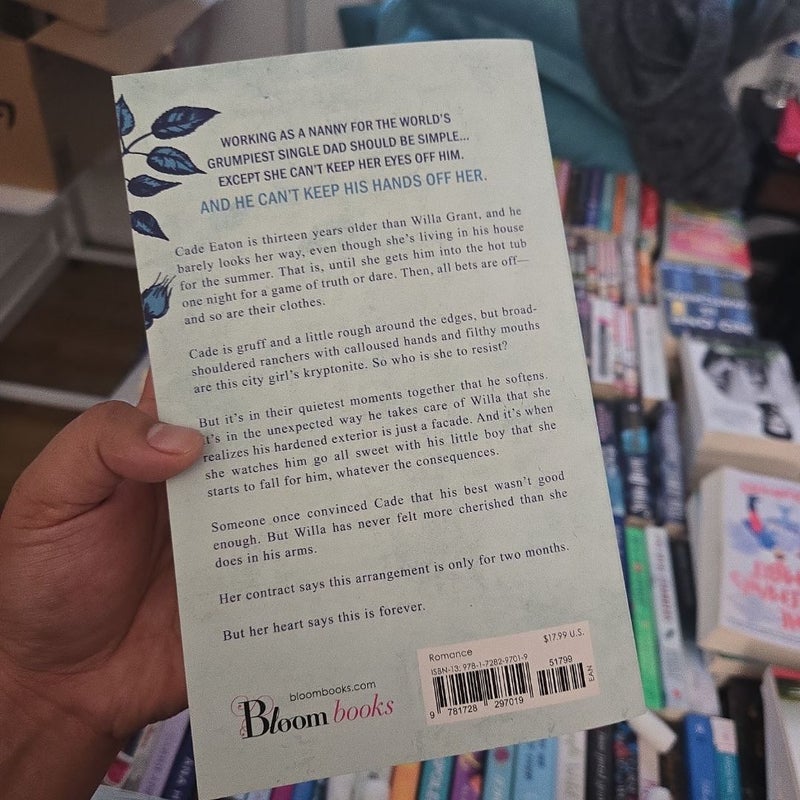 WORKING AS A NANNY FOR THE WORLD'S
GRUMPIEST SINGLE DAD SHOULD BE SIMPLE...
EXCEPT SHE CAN'T KEEP HER EYES OFF HIM.
AND HE CAN'T KEEP HIS HANDS OFF HER.
Cade Eaton is thirteen years older than Willa Grant, and he
barely looks her way, even though she's living in his house
for the summer. That is, until she gets him into the hot tub
one night for a game of truth or dare. Then, all bets are off—
and so are their clothes.
Cade is gruff and a little rough around the edges, but broad-
shouldered ranchers with calloused hands and filthy mouths
are this city girl's kryptonite. So who is she to resist?
But it's in their quietest moments together that he softens.
It's in the unexpected way he takes care of Willa that she
realizes his hardened exterior is just a facade. And it's when
she watches him go all sweet with his little boy that she
starts to fall for him, whatever the consequences.
Someone once convinced Cade that his best wasn't good
enough. But Willa has never felt more cherished than she
does in his arms.
Her contract says this arrangement is only for two months.
But her heart says this is forever.
bloombooks.com
Bloom books
Romance $17.99 U.S.
ISBN-13: 978-1-7282-9701-9
51799
EAN
9 781728 297019